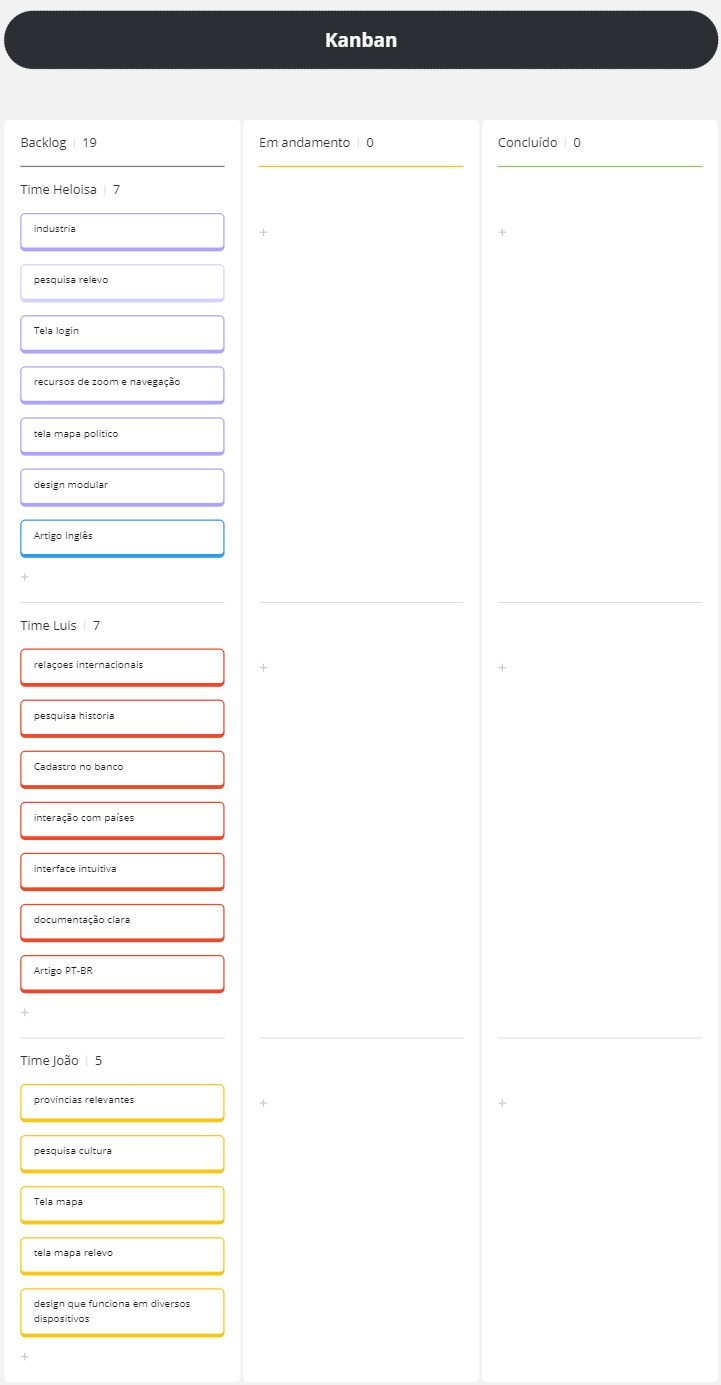 Kanban
Backlog | 19
Em andamento | 0
Concluído | 0
Time Heloisa | 7
+
+
industria
pesquisa relevo
Tela login
recursos de zoom e navegação
tela mapa politico
design modular
Artigo Inglês
+
Time Luis | 7
+
+
relaçoes internacionais
pesquisa historia
Cadastro no banco
interação com países
interface intuitiva
documentação clara
Artigo PT-BR
+
Time João | 5
+
+
provincias relevantes
pesquisa cultura
Tela mapa
tela mapa relevo
design que funciona em diversos
dispositivos
+